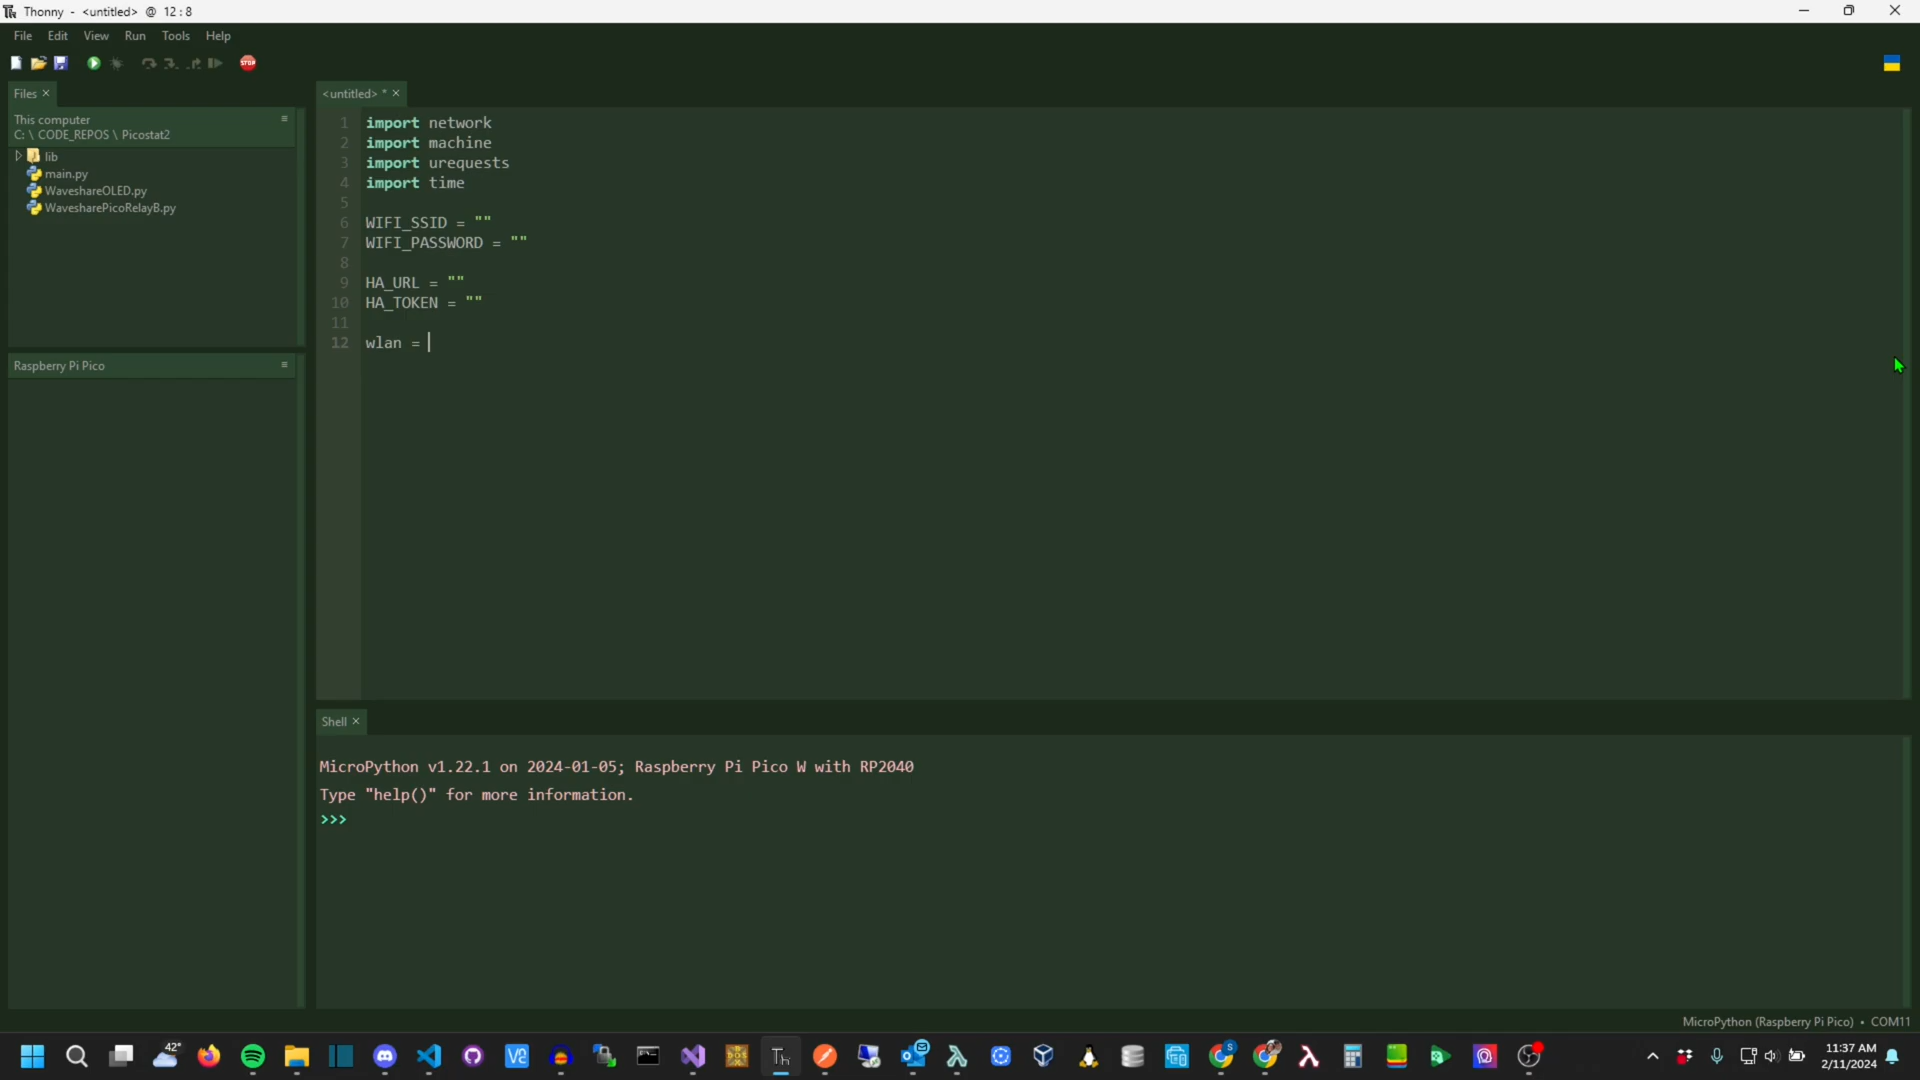 Thonny - <untitled> @ 12:8
File Edit View Run Tools Help
STOP
Files
This computer
C: \ CODE_REPOS \ Picostat2
lib
main.py
WaveshareOLED.py
WavesharePicoRelayB.py
Raspberry Pi Pico
<untitled> *
1 import network
2 import machine
3 import urequests
4 import time
5
6 WIFI_SSID = ""
7 WIFI_PASSWORD = ""
8
9 HA_URL = ""
10 HA_TOKEN = ""
11
12 wlan =
Shell
MicroPython v1.22.1 on 2024-01-05; Raspberry Pi Pico W with RP2040
Type "help()" for more information.
>>>
MicroPython (Raspberry Pi Pico) • COM11
42°
11:37 AM
2/11/2024